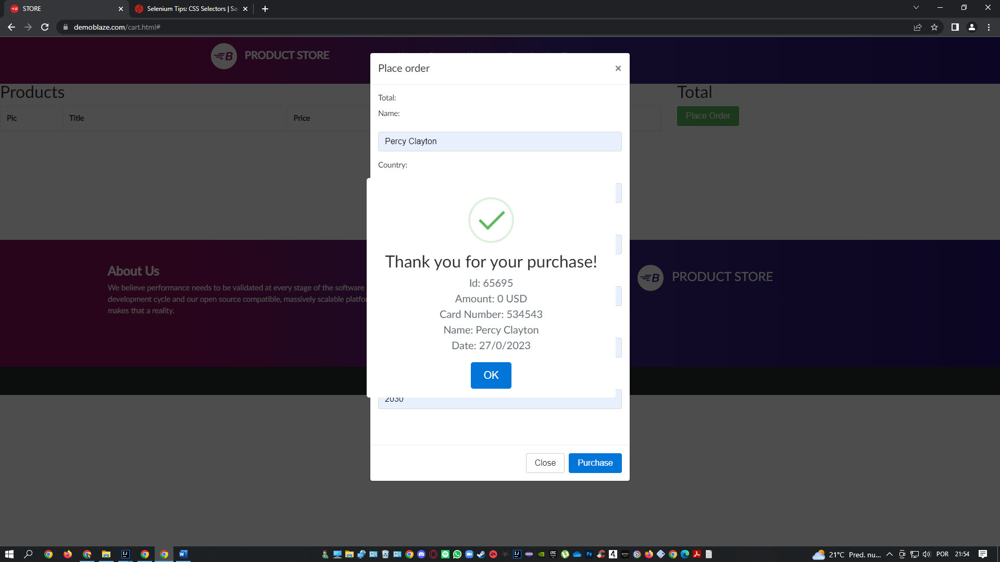 STORE
Selenium Tips: CSS Selectors | Sa
demoblaze.com/cart.html#
PRODUCT STORE
Place order
×
Products
Total
Total:
Name:
Pic
Title
Price
Place Order
Percy Clayton
Country:
Thank you for your purchase!
Id: 65695
Amount: 0 USD
Card Number: 534543
Name: Percy Clayton
Date: 27/0/2023
OK
About Us
We believe performance needs to be validated at every stage of the software
development cycle and our open source compatible, massively scalable platfor
makes that a reality.
PRODUCT STORE
2030
Close
Purchase
21°C Pred. nu...
POR
21:54